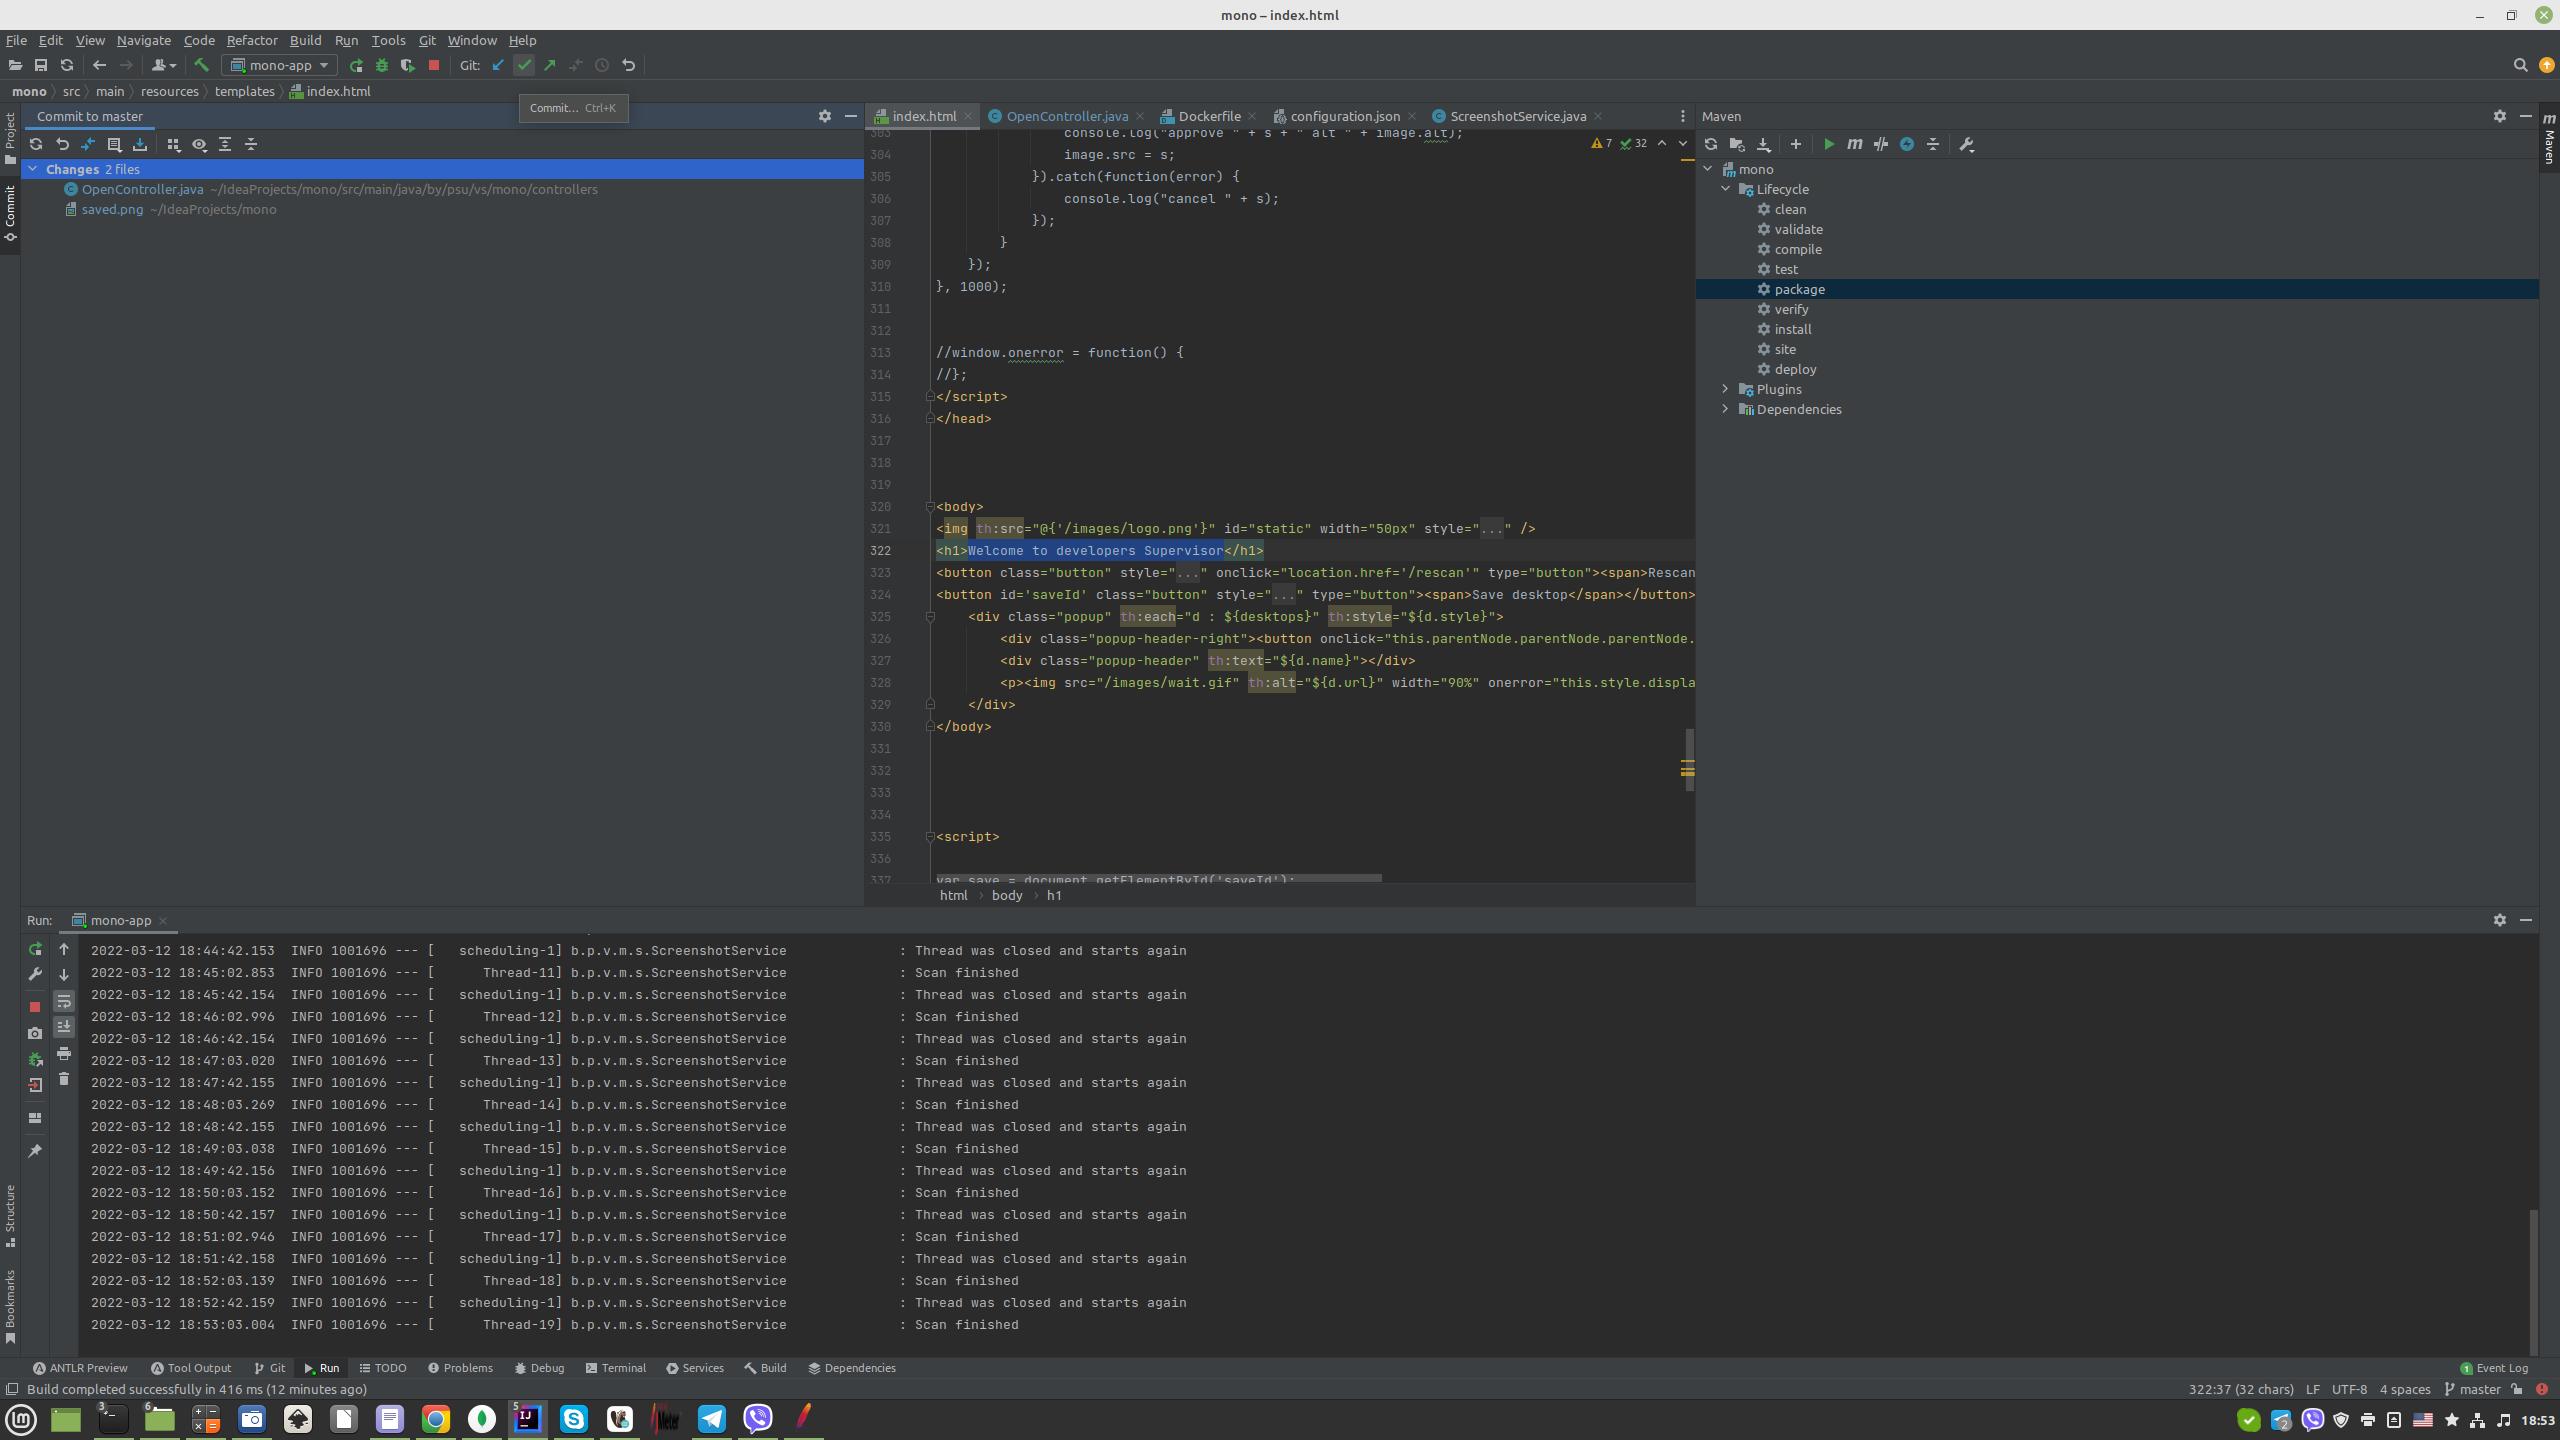 mono – index.html
File Edit View Navigate Code Refactor Build Run Tools Git Window Help
mono-app Git:
mono src main resources templates index.html
Commit... Ctrl+K
Project
Commit
Structure
Bookmarks
Commit to master
Changes 2 files
OpenController.java ~/IdeaProjects/mono/src/main/java/by/psu/vs/mono/controllers
saved.png ~/IdeaProjects/mono
index.html OpenController.java Dockerfile configuration.json ScreenshotService.java
7 32
303 console.log("approve " + s + " alt " + image.alt);
304 image.src = s;
305 }).catch(function(error) {
306 console.log("cancel " + s);
307 });
308 }
309 });
310 }, 1000);
311
312
313 //window.onerror = function() {
314 //};
315 </script>
316 </head>
317
318
319
320 <body>
321 <img th:src="@{'/images/logo.png'}" id="static" width="50px" style="..." />
322 <h1>Welcome to developers Supervisor</h1>
323 <button class="button" style="..." onclick="location.href='/rescan'" type="button"><span>Rescan
324 <button id='saveId' class="button" style="..." type="button"><span>Save desktop</span></button>
325 <div class="popup" th:each="d : ${desktops}" th:style="${d.style}">
326 <div class="popup-header-right"><button onclick="this.parentNode.parentNode.parentNode.
327 <div class="popup-header" th:text="${d.name}"></div>
328 <p><img src="/images/wait.gif" th:alt="${d.url}" width="90%" onerror="this.style.displa
329 </div>
330 </body>
331
332
333
334
335 <script>
336
337 var save = document.getElementById('saveId');
html body h1
Maven
mono
Lifecycle
clean
validate
compile
test
package
verify
install
site
deploy
Plugins
Dependencies
m
Maven
Run: mono-app
2022-03-12 18:44:42.153 INFO 1001696 --- [ scheduling-1] b.p.v.m.s.ScreenshotService : Thread was closed and starts again
2022-03-12 18:45:02.853 INFO 1001696 --- [ Thread-11] b.p.v.m.s.ScreenshotService : Scan finished
2022-03-12 18:45:42.154 INFO 1001696 --- [ scheduling-1] b.p.v.m.s.ScreenshotService : Thread was closed and starts again
2022-03-12 18:46:02.996 INFO 1001696 --- [ Thread-12] b.p.v.m.s.ScreenshotService : Scan finished
2022-03-12 18:46:42.154 INFO 1001696 --- [ scheduling-1] b.p.v.m.s.ScreenshotService : Thread was closed and starts again
2022-03-12 18:47:03.020 INFO 1001696 --- [ Thread-13] b.p.v.m.s.ScreenshotService : Scan finished
2022-03-12 18:47:42.155 INFO 1001696 --- [ scheduling-1] b.p.v.m.s.ScreenshotService : Thread was closed and starts again
2022-03-12 18:48:03.269 INFO 1001696 --- [ Thread-14] b.p.v.m.s.ScreenshotService : Scan finished
2022-03-12 18:48:42.155 INFO 1001696 --- [ scheduling-1] b.p.v.m.s.ScreenshotService : Thread was closed and starts again
2022-03-12 18:49:03.038 INFO 1001696 --- [ Thread-15] b.p.v.m.s.ScreenshotService : Scan finished
2022-03-12 18:49:42.156 INFO 1001696 --- [ scheduling-1] b.p.v.m.s.ScreenshotService : Thread was closed and starts again
2022-03-12 18:50:03.152 INFO 1001696 --- [ Thread-16] b.p.v.m.s.ScreenshotService : Scan finished
2022-03-12 18:50:42.157 INFO 1001696 --- [ scheduling-1] b.p.v.m.s.ScreenshotService : Thread was closed and starts again
2022-03-12 18:51:02.946 INFO 1001696 --- [ Thread-17] b.p.v.m.s.ScreenshotService : Scan finished
2022-03-12 18:51:42.158 INFO 1001696 --- [ scheduling-1] b.p.v.m.s.ScreenshotService : Thread was closed and starts again
2022-03-12 18:52:03.139 INFO 1001696 --- [ Thread-18] b.p.v.m.s.ScreenshotService : Scan finished
2022-03-12 18:52:42.159 INFO 1001696 --- [ scheduling-1] b.p.v.m.s.ScreenshotService : Thread was closed and starts again
2022-03-12 18:53:03.004 INFO 1001696 --- [ Thread-19] b.p.v.m.s.ScreenshotService : Scan finished
ANTLR Preview Tool Output Git Run TODO Problems Debug Terminal Services Build Dependencies 1 Event Log
Build completed successfully in 416 ms (12 minutes ago) 322:37 (32 chars) LF UTF-8 4 spaces master
3 6 5 IJ 2 18:53